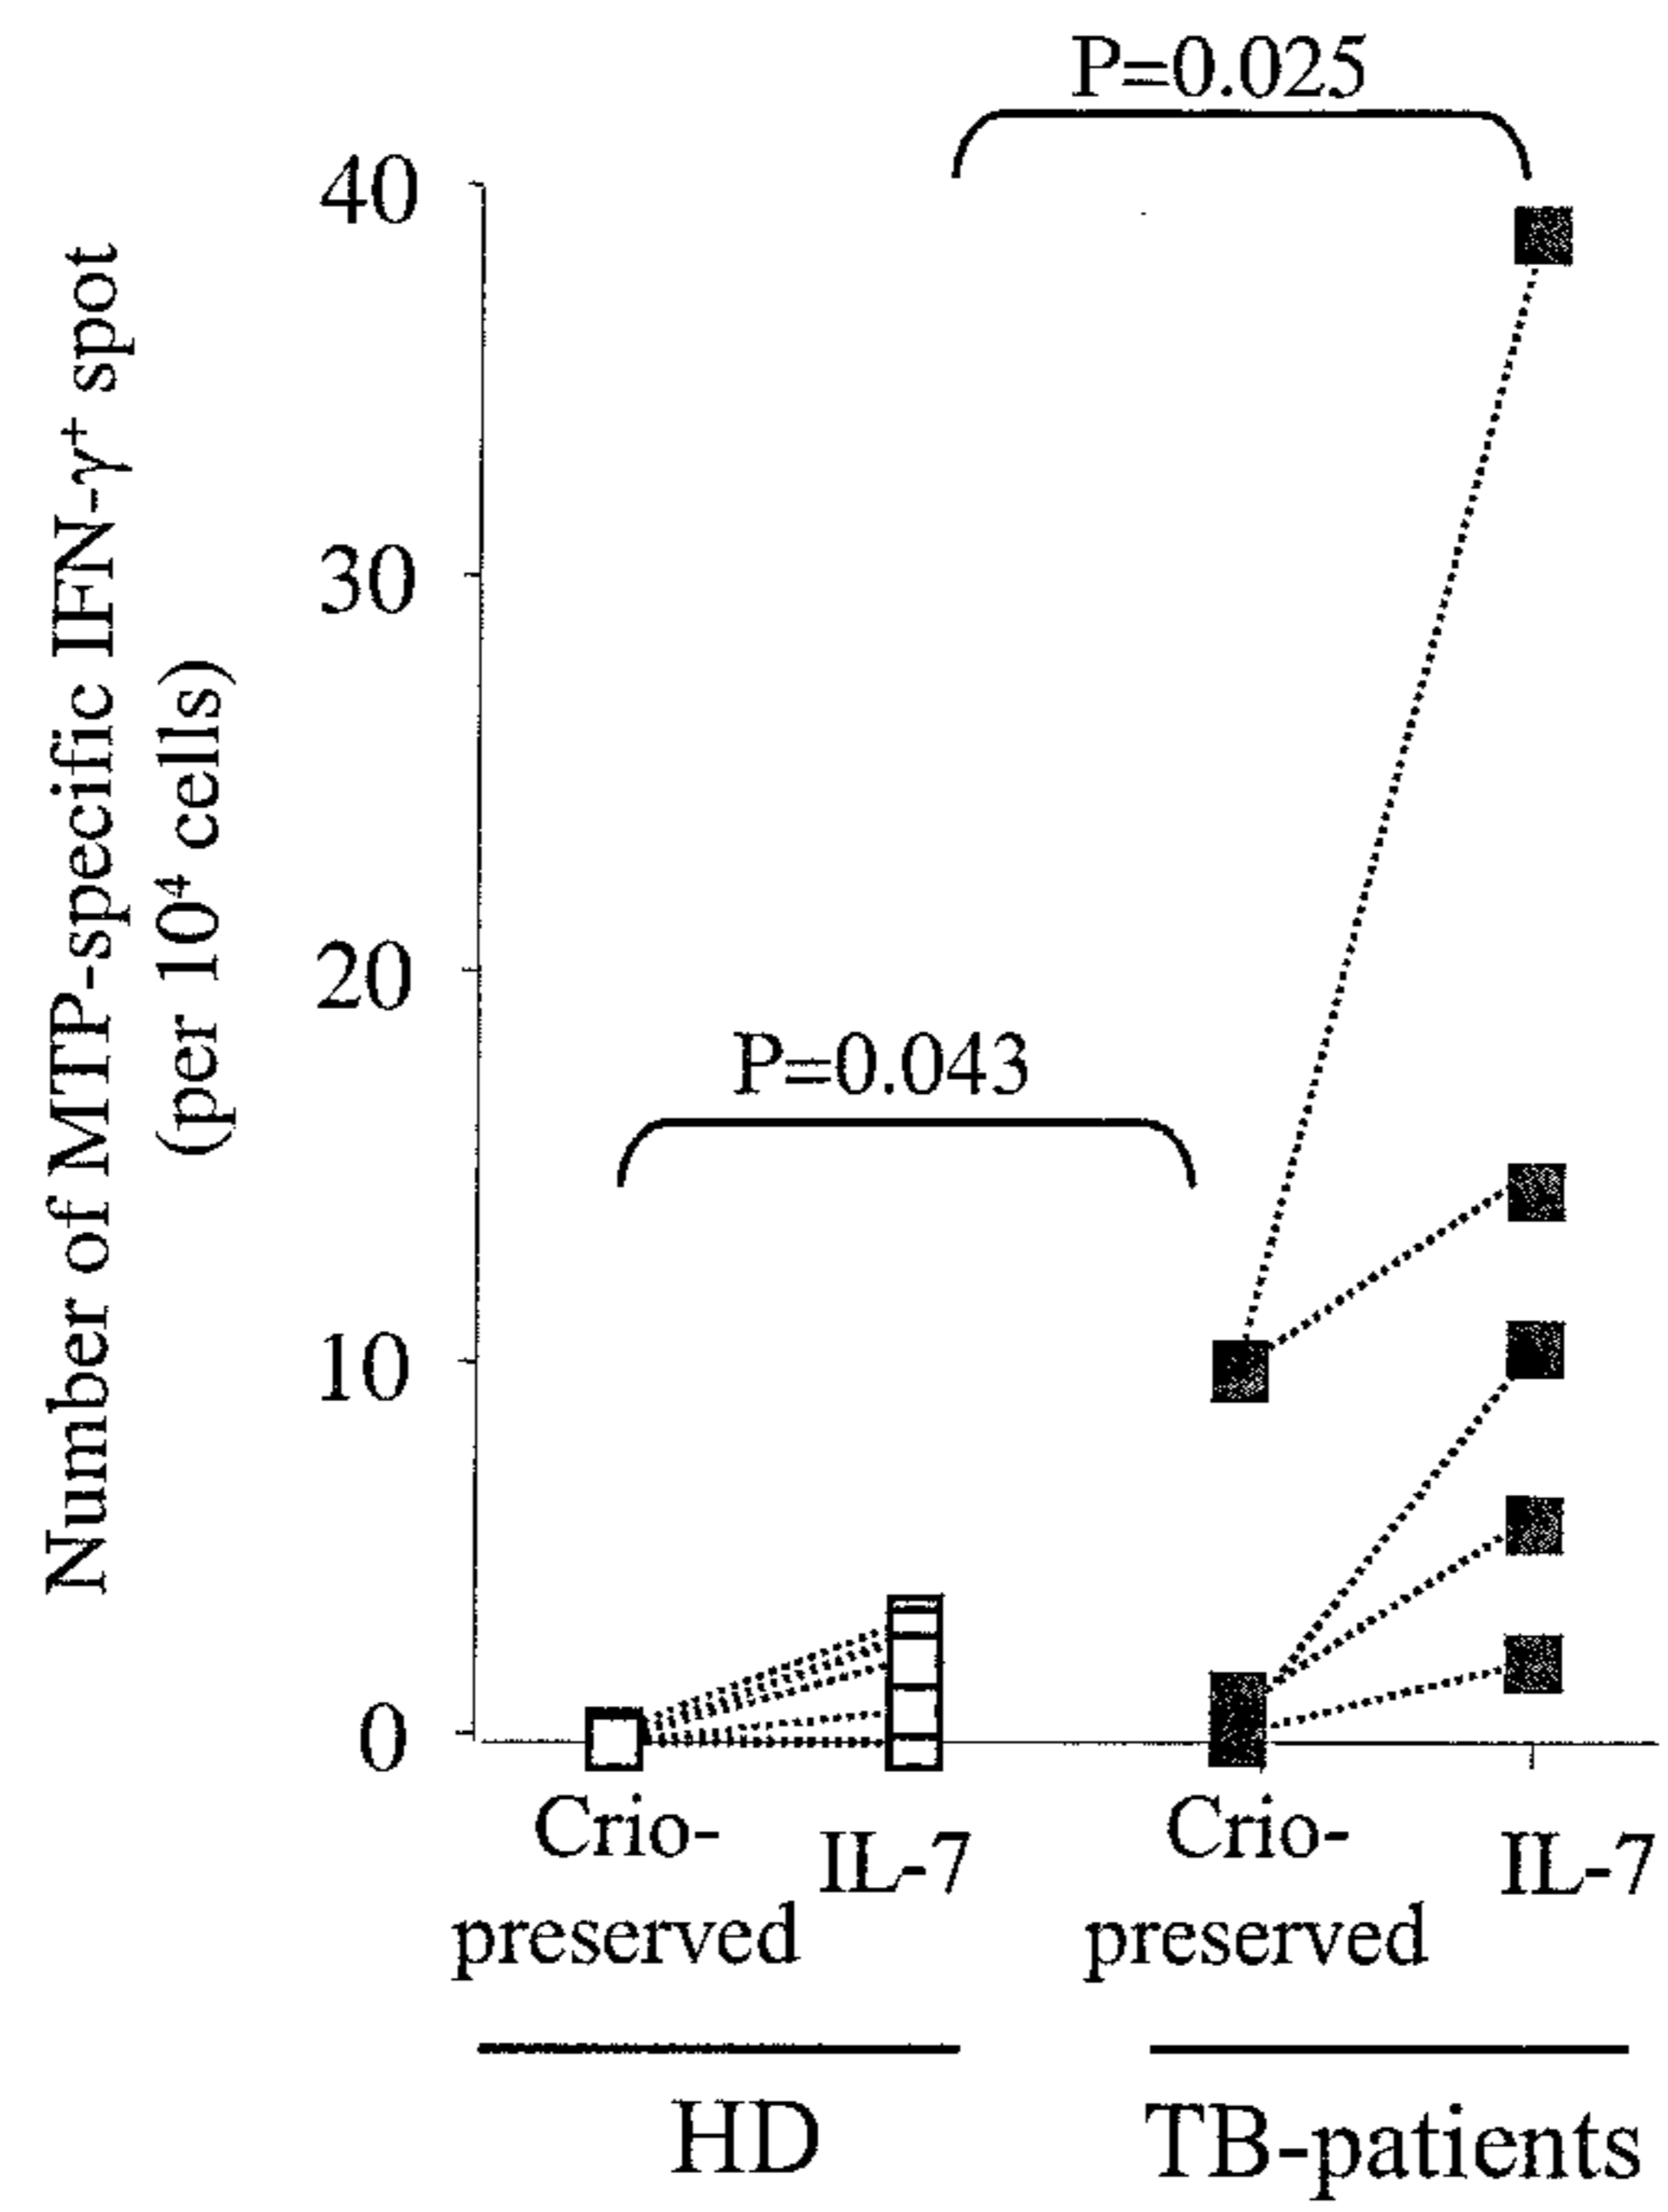 P=0.025
Number of MTP-specific IFN-γ⁺ spot
(per 10⁴ cells)
40
30
20
10
0
P=0.043
Crio-
preserved
IL-7
Crio-
preserved
IL-7
HD
TB-patients